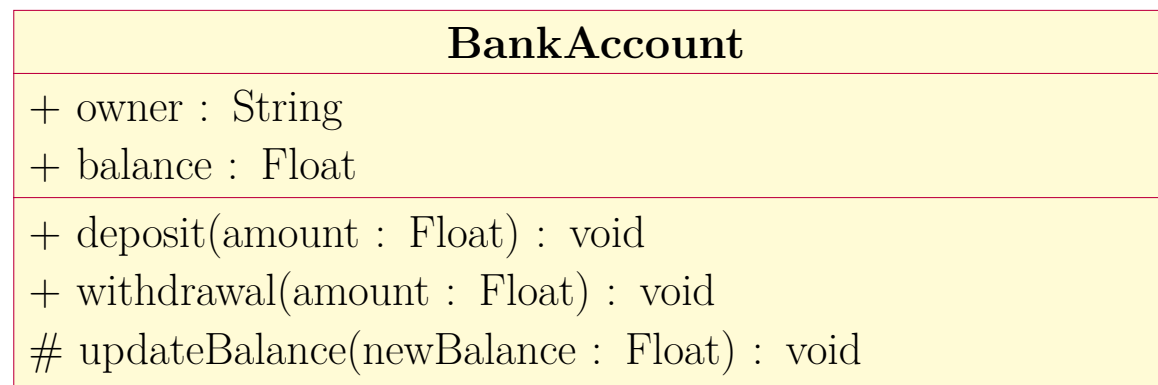 BankAccount
+ owner : String
+ balance : Float
+ deposit(amount : Float) : void
+ withdrawal(amount : Float) : void
# updateBalance(newBalance : Float) : void